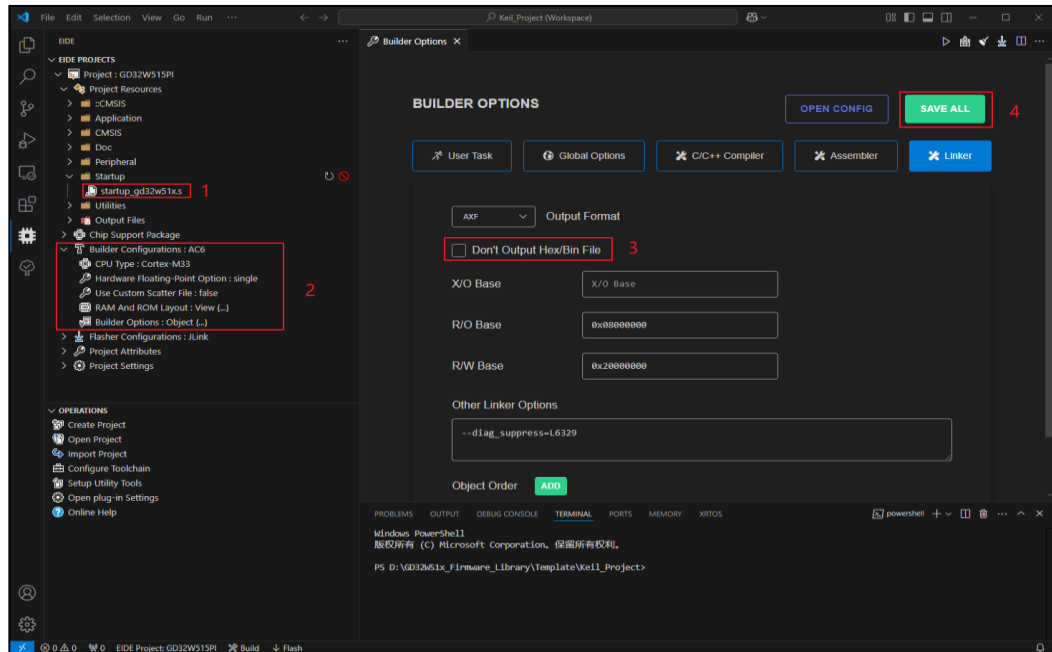 File Edit Selection View Go Run ···
Keil_Project (Workspace)
EIDE
EIDE PROJECTS
Project : GD32W515PI
Project Resources
::CMSIS
Application
CMSIS
Doc
Peripheral
Startup
startup_gd32w51x.s
1
Utilities
Output Files
Chip Support Package
Builder Configurations : AC6
CPU Type : Cortex-M33
Hardware Floating-Point Option : single
Use Custom Scatter File : false
RAM And ROM Layout : View {...}
Builder Options : Object {...}
2
Flasher Configurations : JLink
Project Attributes
Project Settings
OPERATIONS
Create Project
Open Project
Import Project
Configure Toolchain
Setup Utility Tools
Open plug-in Settings
Online Help
Builder Options
BUILDER OPTIONS
OPEN CONFIG
SAVE ALL
4
User Task
Global Options
C/C++ Compiler
Assembler
Linker
AXF
Output Format
Don't Output Hex/Bin File
3
X/O Base
X/O Base
R/O Base
0x08000000
R/W Base
0x20000000
Other Linker Options
--diag_suppress=L6329
Object Order
ADD
PROBLEMS OUTPUT DEBUG CONSOLE TERMINAL PORTS MEMORY XRTOS
powershell
Windows PowerShell
版权所有 (C) Microsoft Corporation。保留所有权利。
PS D:\GD32W51x_Firmware_Library\Template\Keil_Project>
0 0 0 EIDE Project: GD32W515PI Build Flash